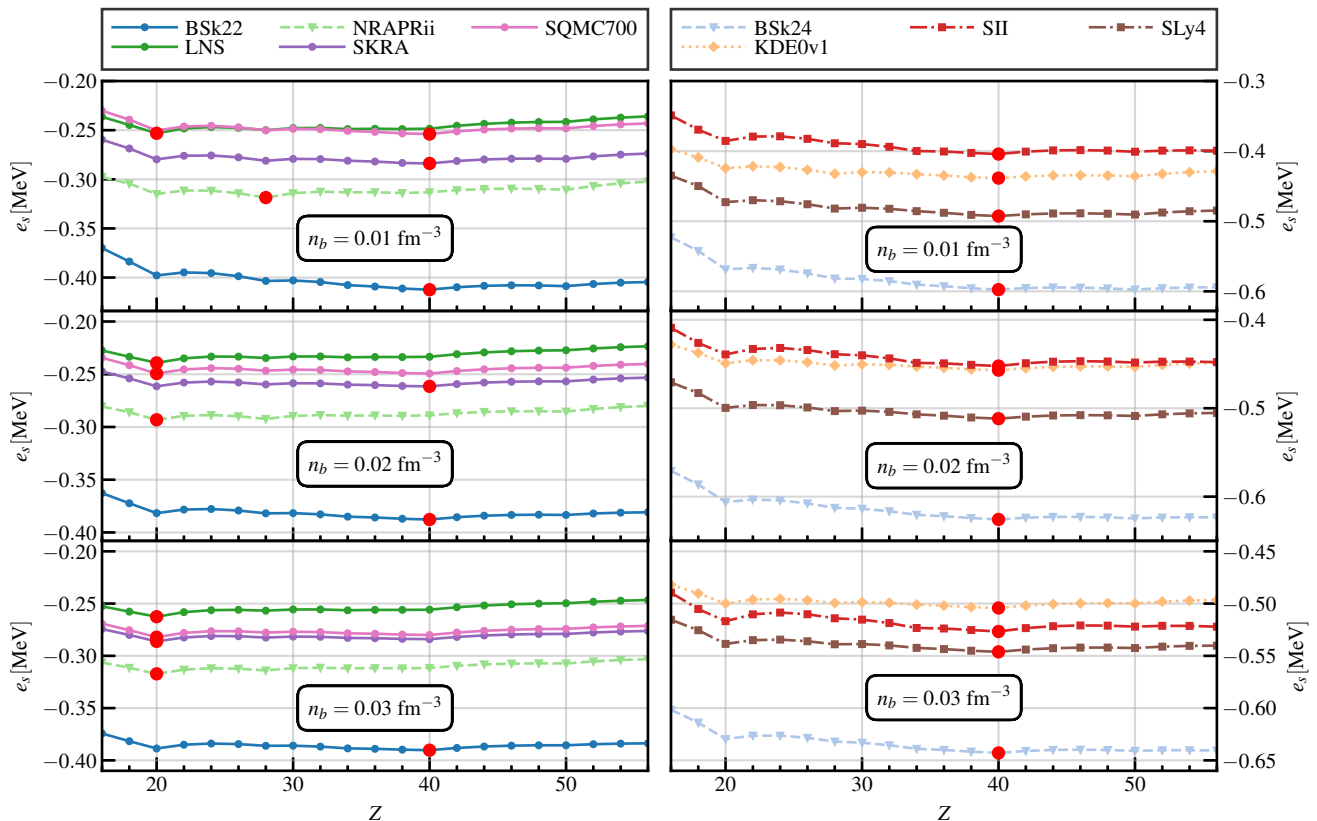 BSk22 NRAPRii SQMC700
LNS SKRA
BSk24 SII SLy4
KDE0v1
−0.20
−0.25
−0.30
−0.35
−0.40
e_s [MeV]
n_b = 0.01 fm⁻³
−0.3
−0.4
−0.5
−0.6
e_s [MeV]
n_b = 0.01 fm⁻³
−0.20
−0.25
−0.30
−0.35
−0.40
e_s [MeV]
n_b = 0.02 fm⁻³
−0.4
−0.5
−0.6
e_s [MeV]
n_b = 0.02 fm⁻³
−0.20
−0.25
−0.30
−0.35
−0.40
e_s [MeV]
n_b = 0.03 fm⁻³
−0.45
−0.50
−0.55
−0.60
−0.65
e_s [MeV]
n_b = 0.03 fm⁻³
20 30 40 50
Z
20 30 40 50
Z